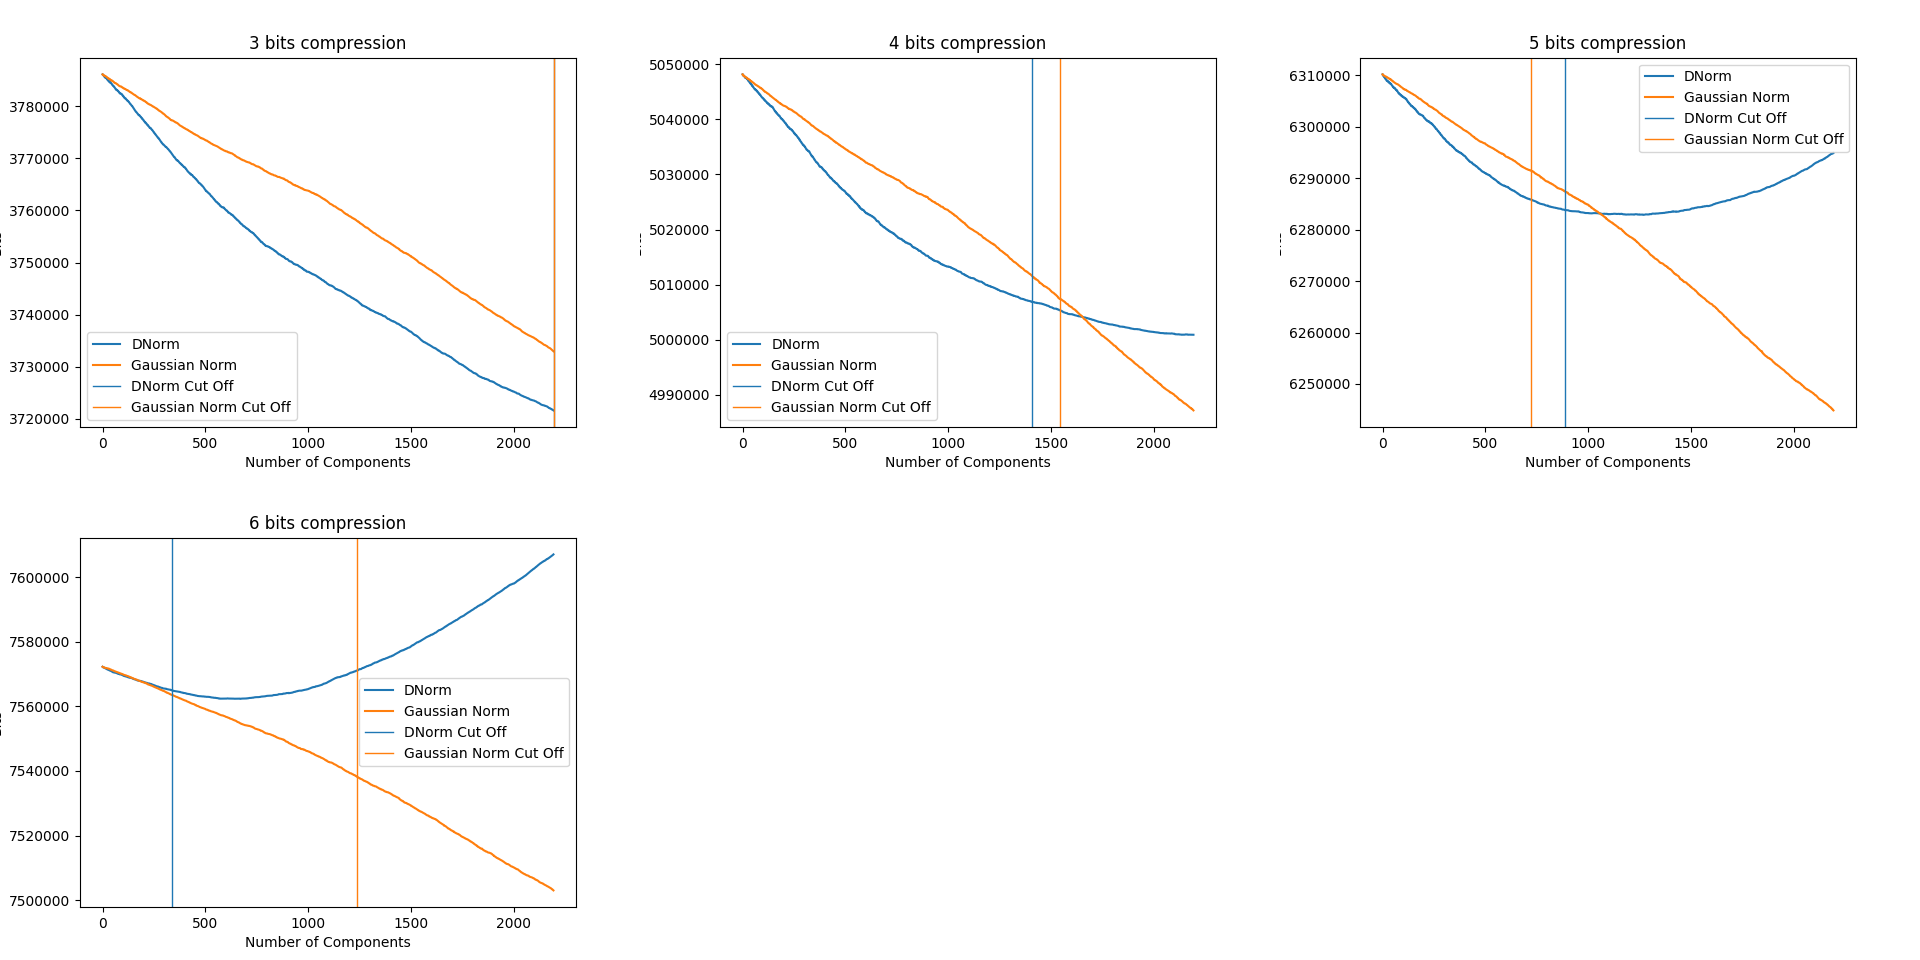 3 bits compression
3780000
3770000
3760000
3750000
3740000
3730000
3720000
DNorm
Gaussian Norm
DNorm Cut Off
Gaussian Norm Cut Off
0 500 1000 1500 2000
Number of Components
4 bits compression
5050000
5040000
5030000
5020000
5010000
5000000
4990000
DNorm
Gaussian Norm
DNorm Cut Off
Gaussian Norm Cut Off
0 500 1000 1500 2000
Number of Components
5 bits compression
6310000
6300000
6290000
6280000
6270000
6260000
6250000
DNorm
Gaussian Norm
DNorm Cut Off
Gaussian Norm Cut Off
0 500 1000 1500 2000
Number of Components
6 bits compression
7600000
7580000
7560000
7540000
7520000
7500000
DNorm
Gaussian Norm
DNorm Cut Off
Gaussian Norm Cut Off
0 500 1000 1500 2000
Number of Components